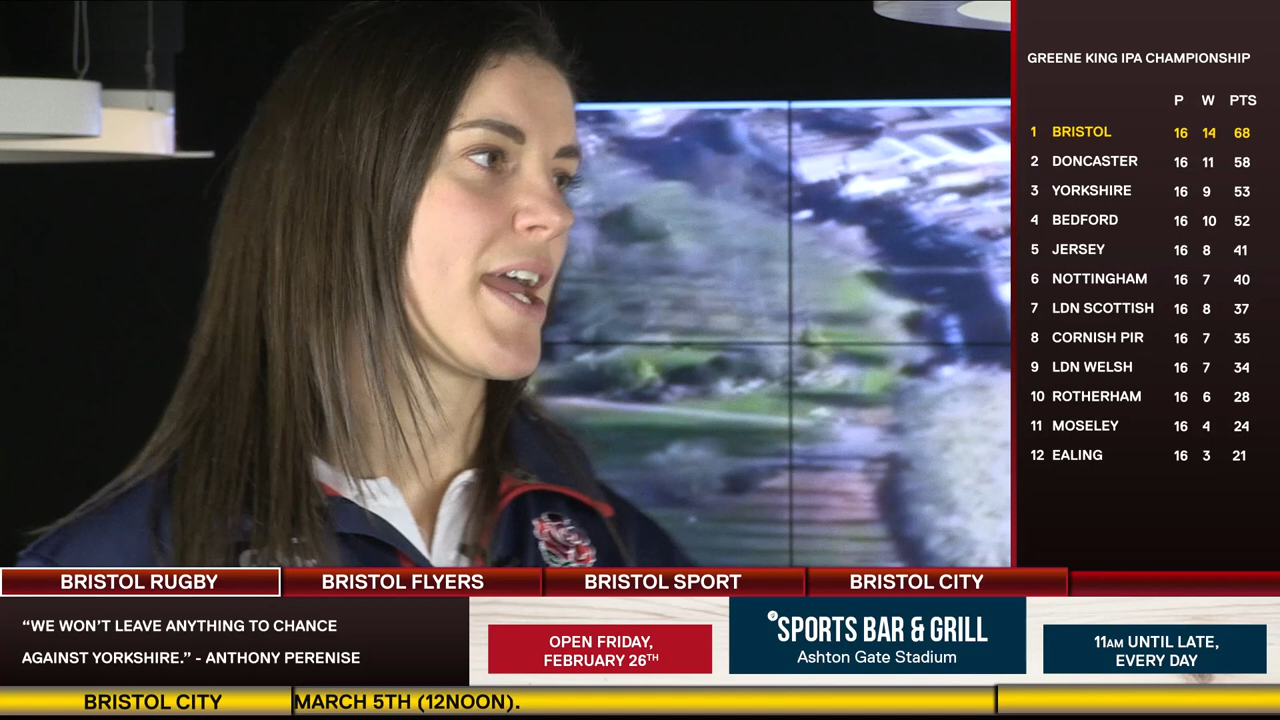 GREENE KING IPA CHAMPIONSHIP
P W PTS
1 BRISTOL 16 14 68
2 DONCASTER 16 11 58
3 YORKSHIRE 16 9 53
4 BEDFORD 16 10 52
5 JERSEY 16 8 41
6 NOTTINGHAM 16 7 40
7 LDN SCOTTISH 16 8 37
8 CORNISH PIR 16 7 35
9 LDN WELSH 16 7 34
10 ROTHERHAM 16 6 28
11 MOSELEY 16 4 24
12 EALING 16 3 21
BRISTOL RUGBY BRISTOL FLYERS BRISTOL SPORT BRISTOL CITY
“WE WON’T LEAVE ANYTHING TO CHANCE
AGAINST YORKSHIRE.” - ANTHONY PERENISE
OPEN FRIDAY,
FEBRUARY 26TH
SPORTS BAR & GRILL
Ashton Gate Stadium
11AM UNTIL LATE,
EVERY DAY
BRISTOL CITY MARCH 5TH (12NOON).